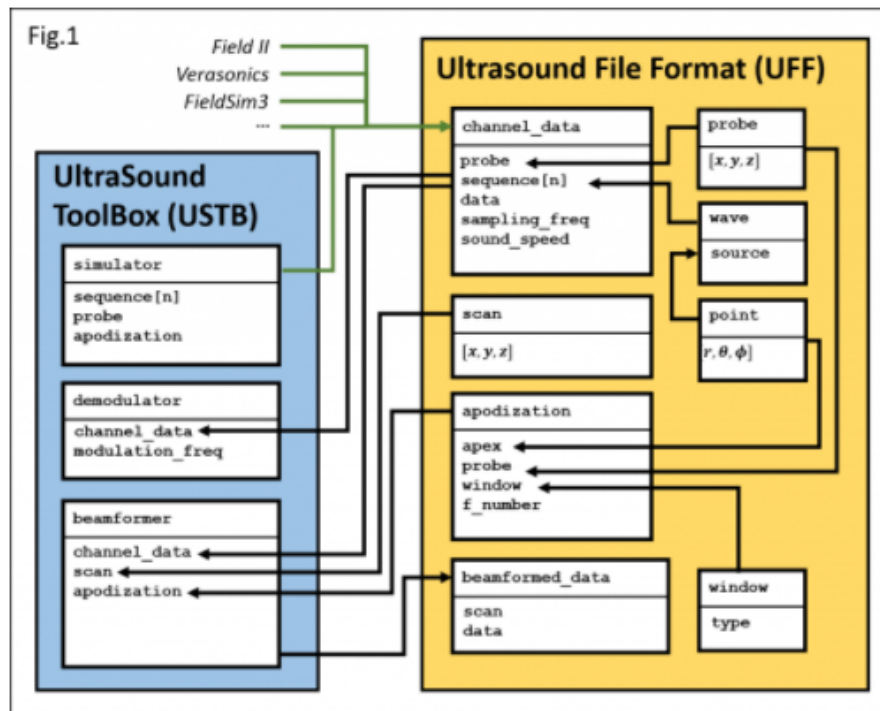 Fig.1
Field II
Verasonics
FieldSim3
...
UltraSound
ToolBox (USTB)
simulator
sequence[n]
probe
apodization
demodulator
channel_data
modulation_freq
beamformer
channel_data
scan
apodization
Ultrasound File Format (UFF)
channel_data
probe
sequence[n]
data
sampling_freq
sound_speed
probe
[x, y, z]
wave
source
scan
[x, y, z]
point
r, θ, ϕ]
apodization
apex
probe
window
f_number
beamformed_data
scan
data
window
type